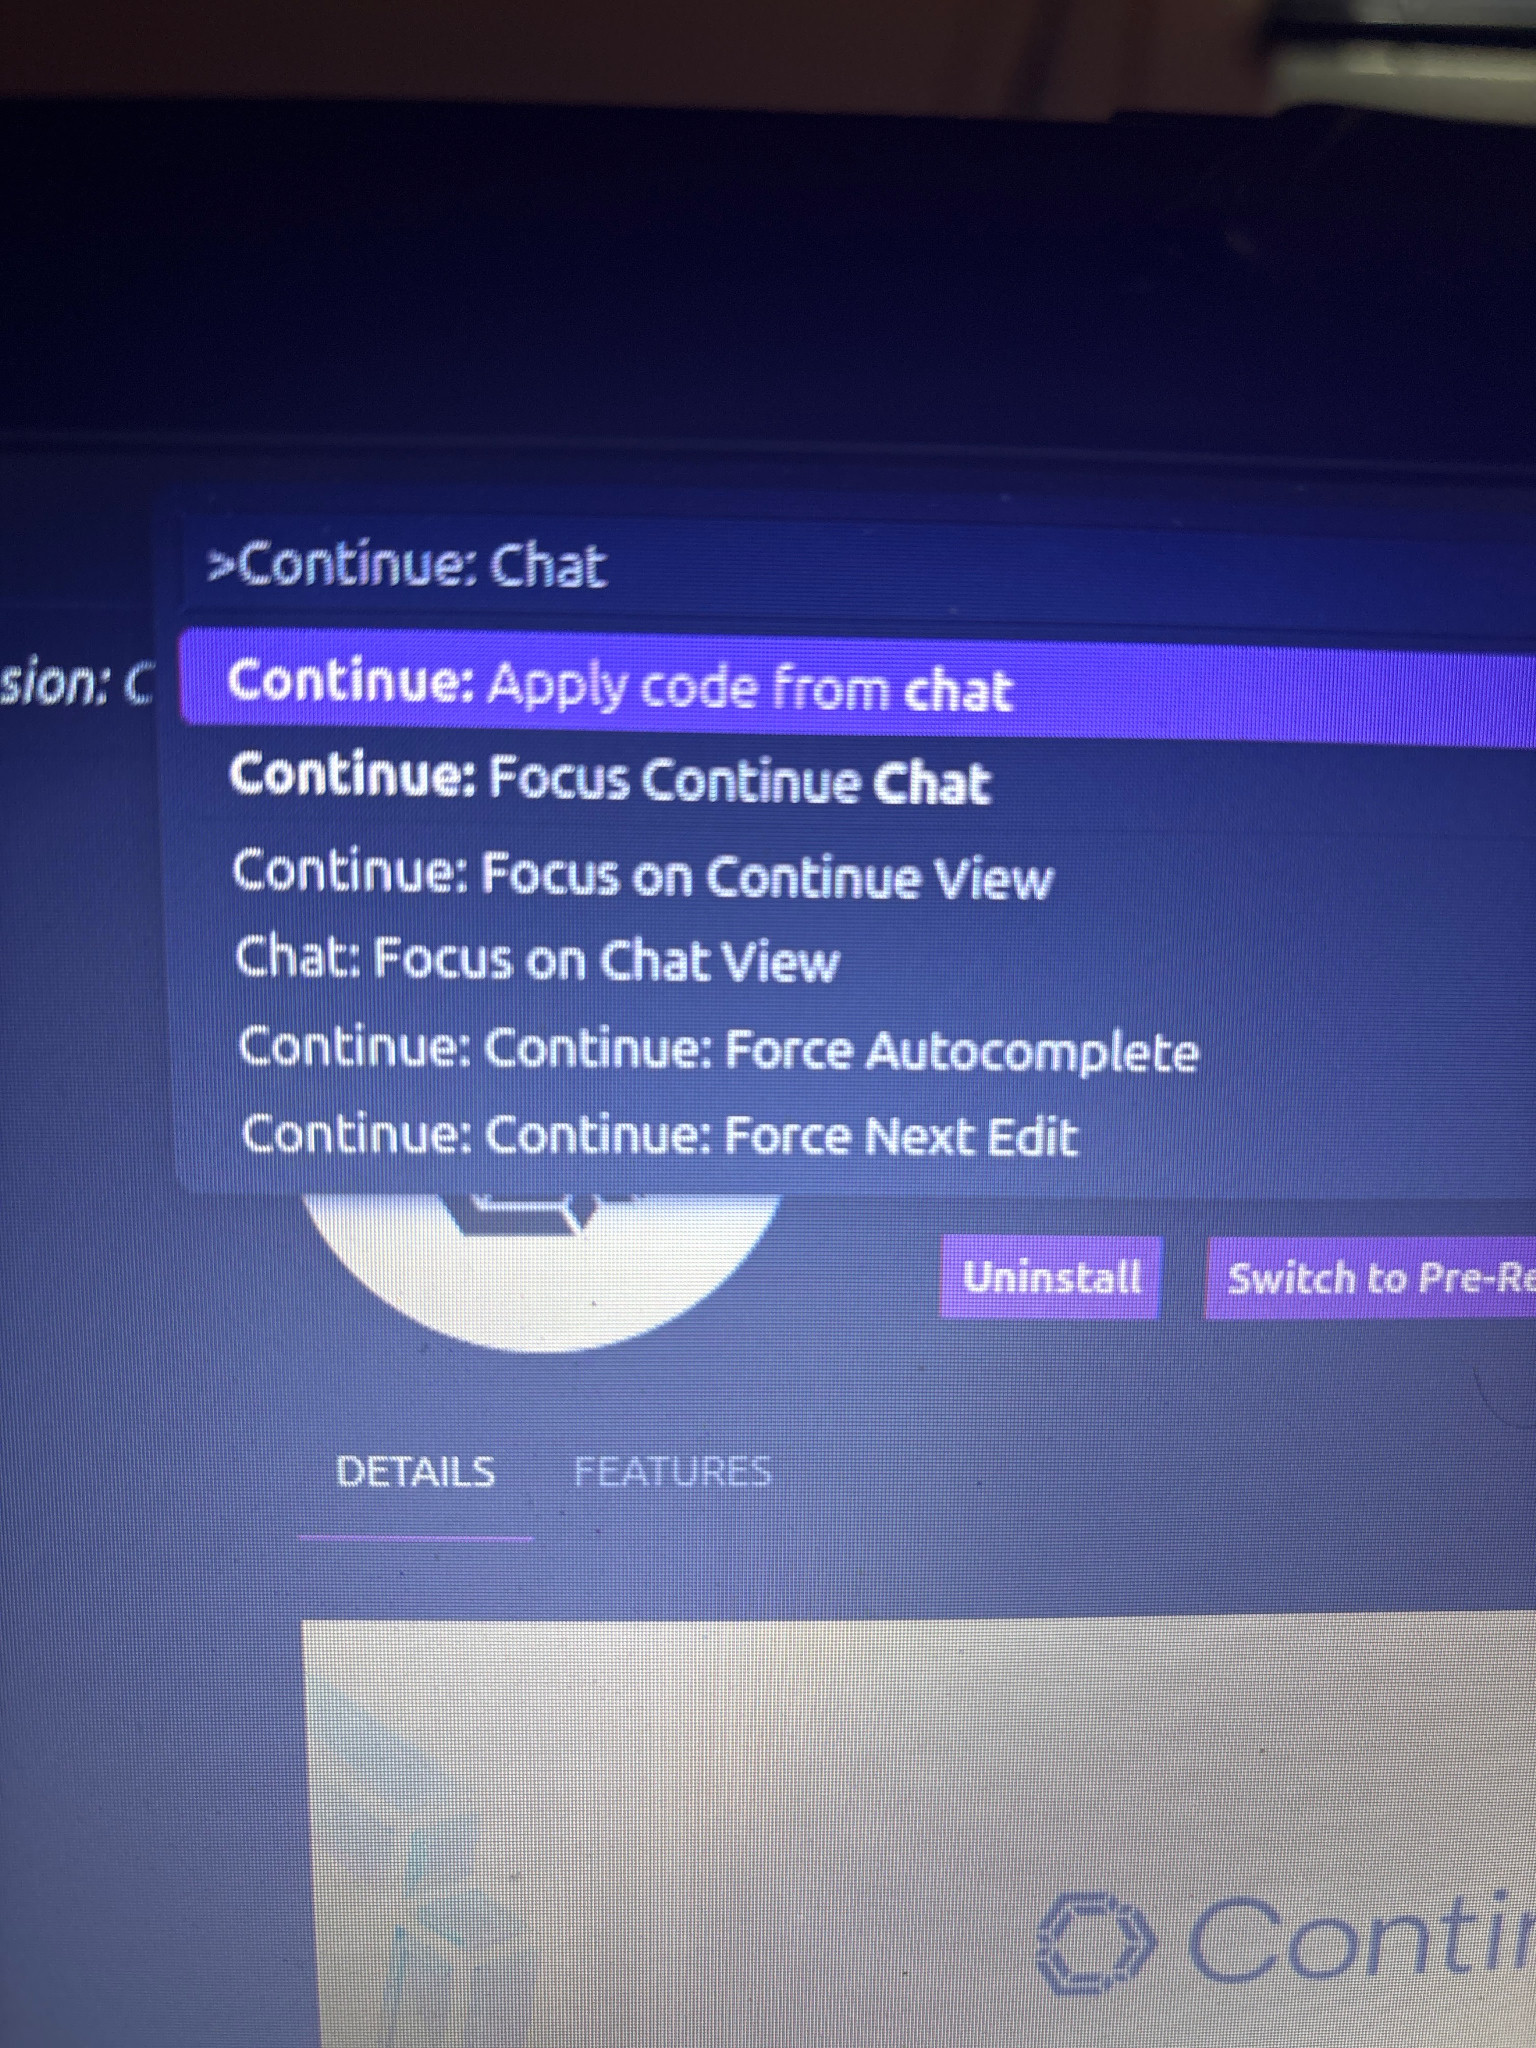 >Continue: Chat
Continue: Apply code from chat
sion: C
Continue: Focus Continue Chat
Continue: Focus on Continue View
Chat: Focus on Chat View
Continue: Continue: Force Autocomplete
Continue: Continue: Force Next Edit
Uninstall
Switch to Pre-Re
DETAILS
FEATURES
Contin